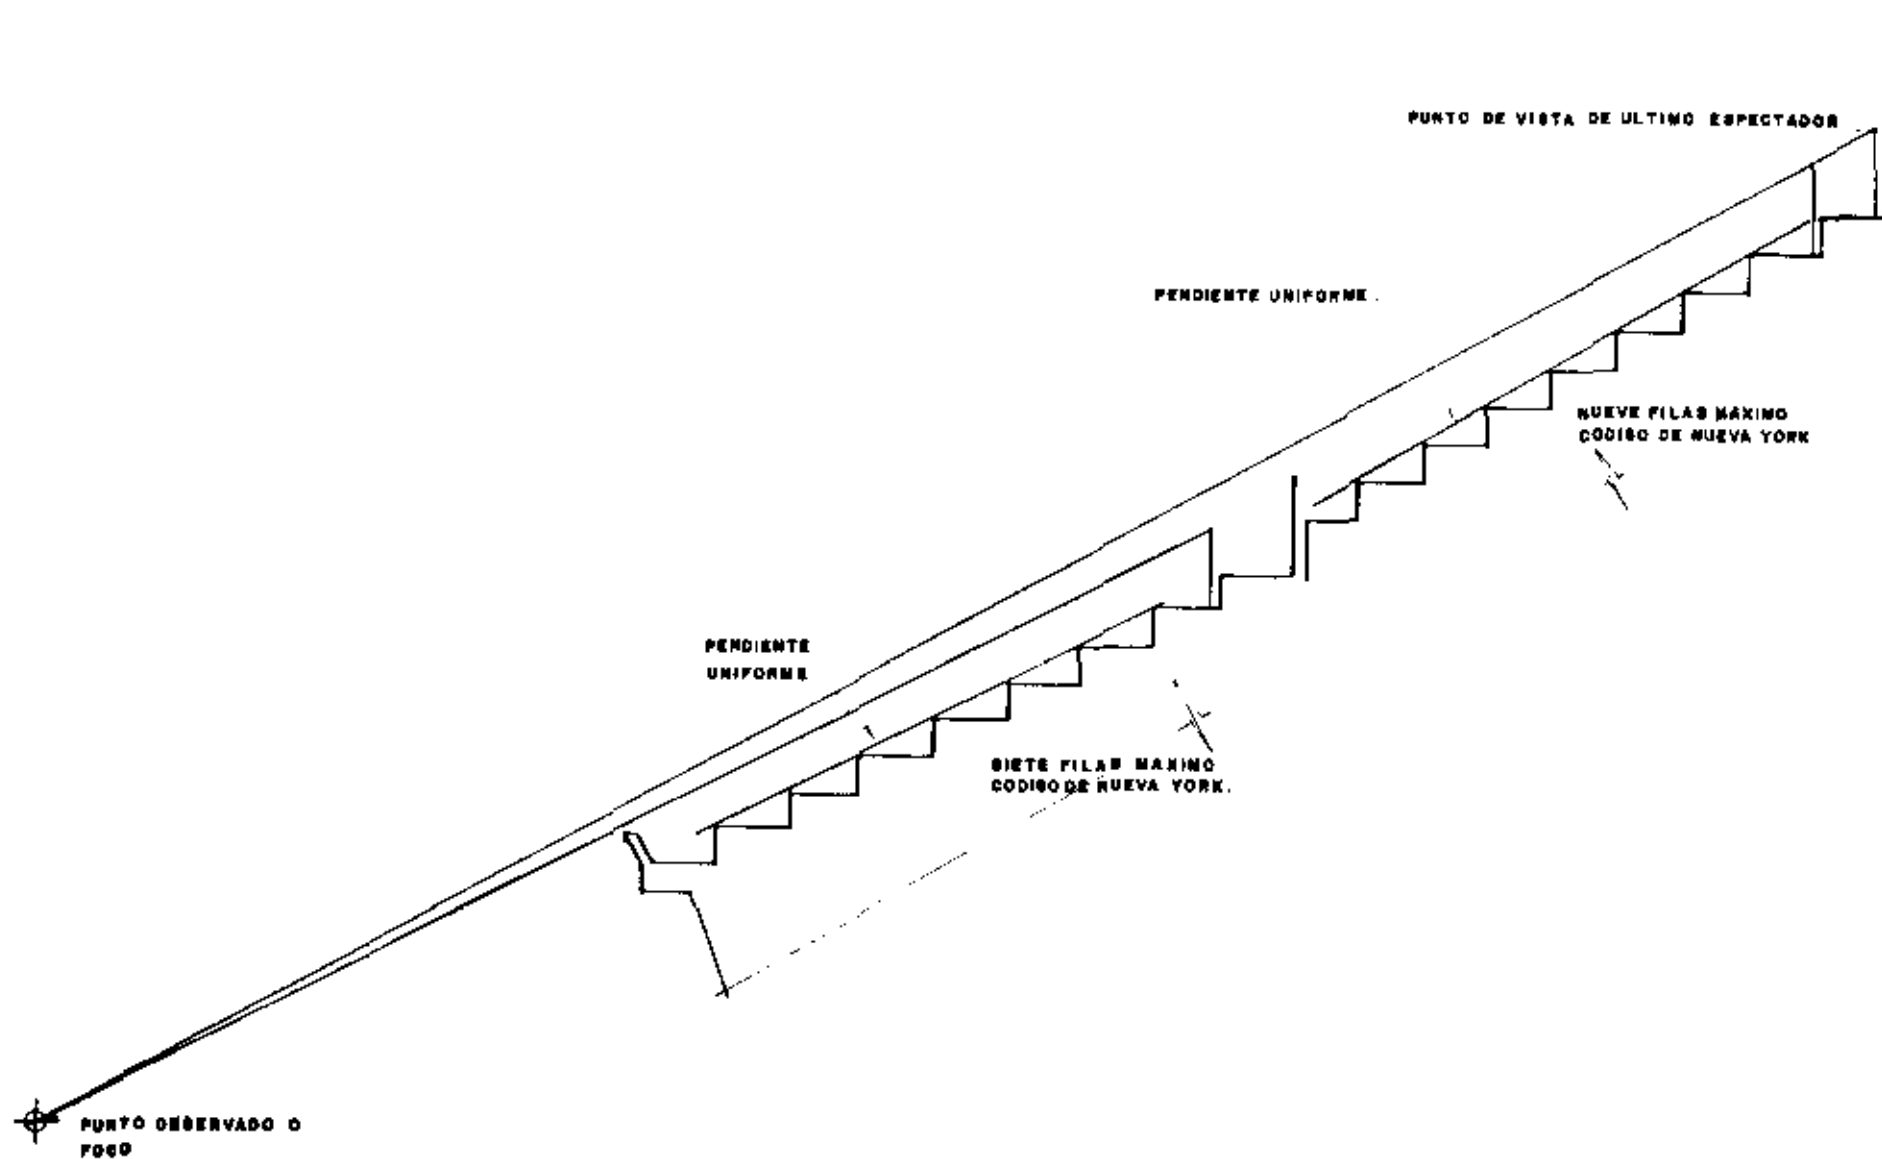 PUNTO DE VISTA DE ULTIMO ESPECTADOR
PENDIENTE UNIFORME.
NUEVE FILAS MAXIMO
CODIGO DE NUEVA YORK
PENDIENTE
UNIFORME
SIETE FILAS MAXIMO
CODIGO DE NUEVA YORK.
PUNTO OBSERVADO O
FOCO